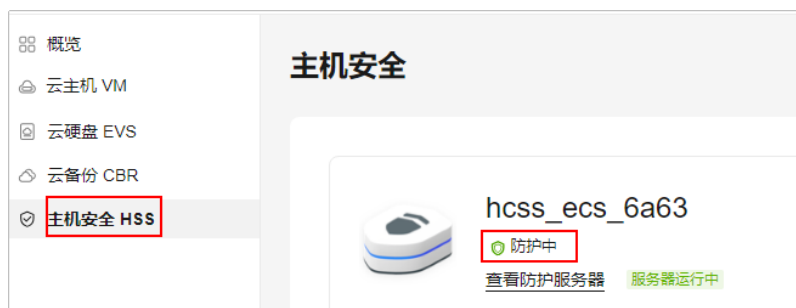 概览
云主机 VM
云硬盘 EVS
云备份 CBR
主机安全 HSS
主机安全
hcss_ecs_6a63
防护中
查看防护服务器 服务器运行中